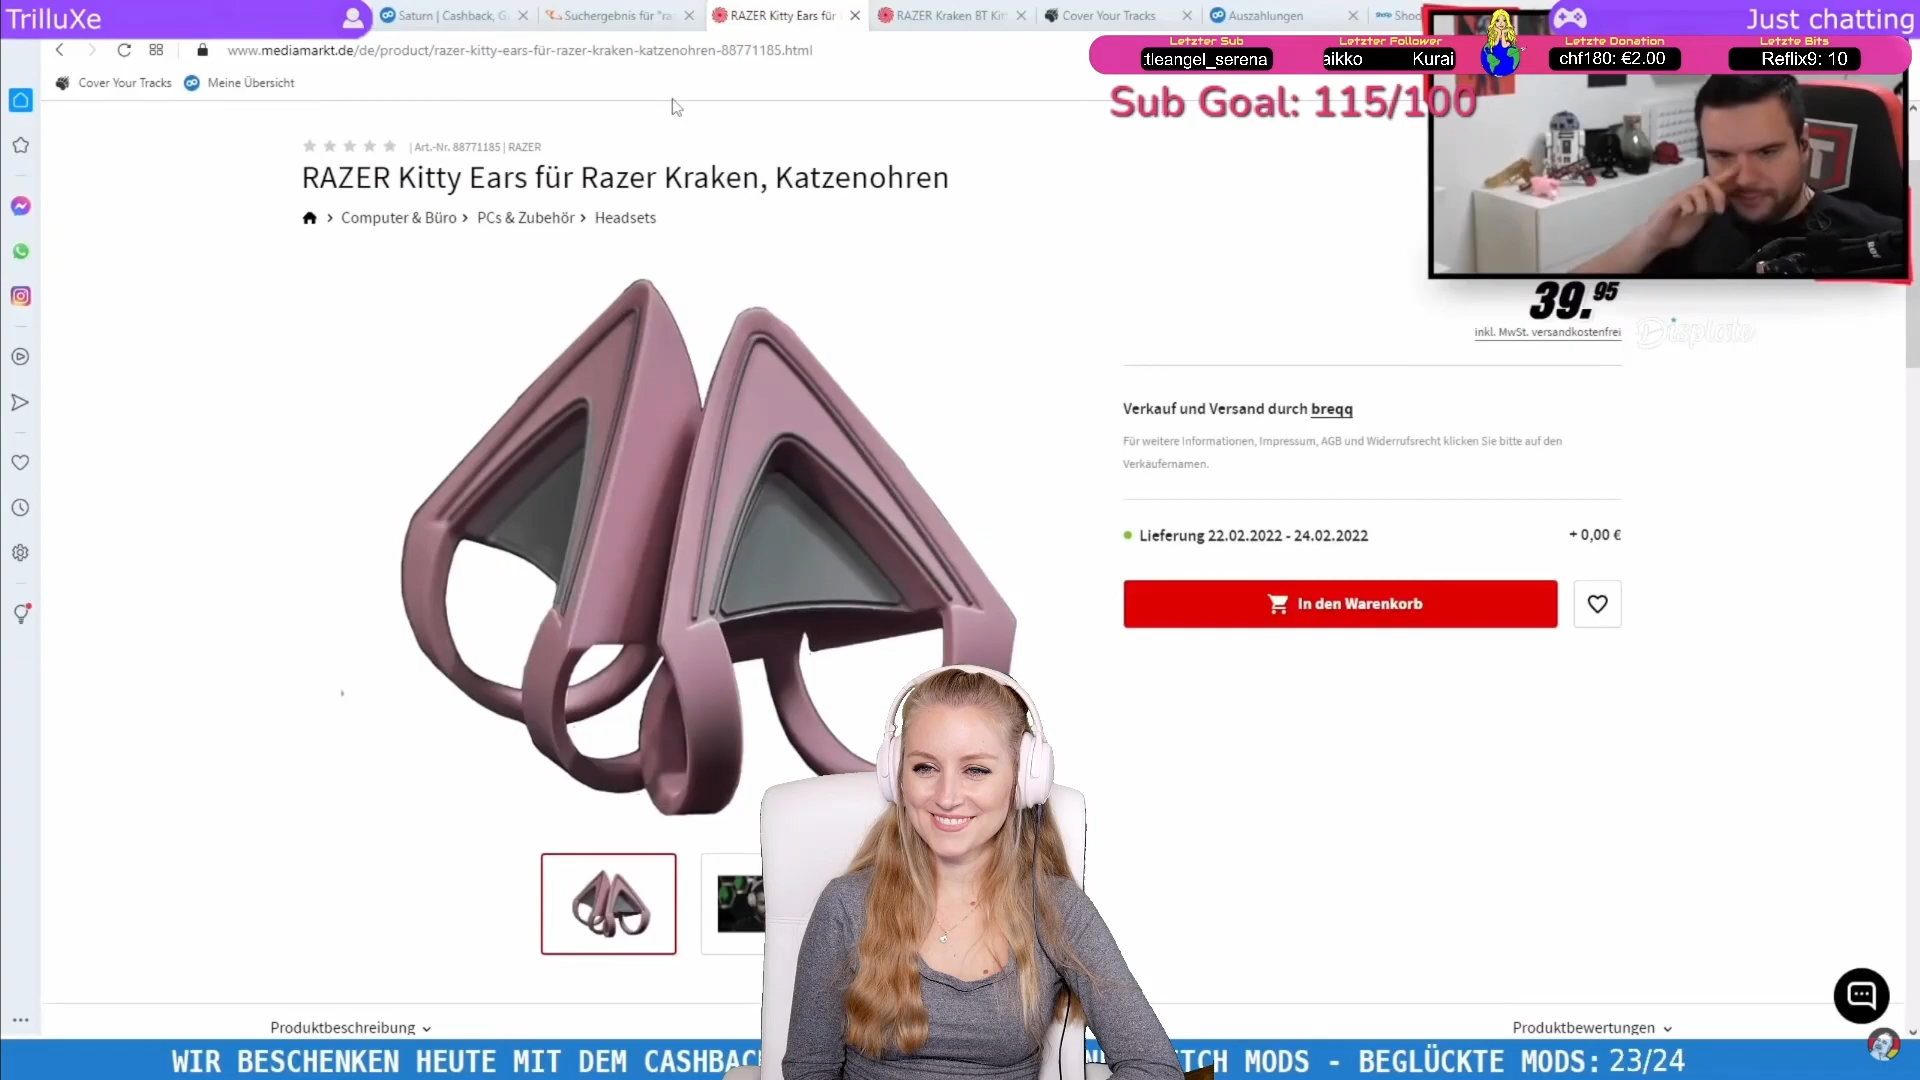 TrilluXe
Saturn | Cashback, G
Suchergebnis für "ra
RAZER Kitty Ears für
RAZER Kraken BT Kit
Cover Your Tracks
Auszahlungen
Shoo
Just chatting
www.mediamarkt.de/de/product/razer-kitty-ears-für-razer-kraken-katzenohren-88771185.html
Cover Your Tracks
Meine Übersicht
Letzter Sub
Letzter Follower
Letzte Donation
Letzte Bits
tleangel_serena
aikko
Kurai
chf180: €2.00
Reflix9: 10
Sub Goal: 115/100
| Art.-Nr. 88771185 | RAZER
RAZER Kitty Ears für Razer Kraken, Katzenohren
Computer & Büro > PCs & Zubehör > Headsets
39.95
inkl. MwSt. versandkostenfrei
Displate
Verkauf und Versand durch breqq
Für weitere Informationen, Impressum, AGB und Widerrufsrecht klicken Sie bitte auf den
Verkäufernamen.
Lieferung 22.02.2022 - 24.02.2022
+ 0,00 €
In den Warenkorb
Produktbeschreibung
Produktbewertungen
WIR BESCHENKEN HEUTE MIT DEM CASHBAC
TCH MODS - BEGLÜCKTE MODS: 23/24